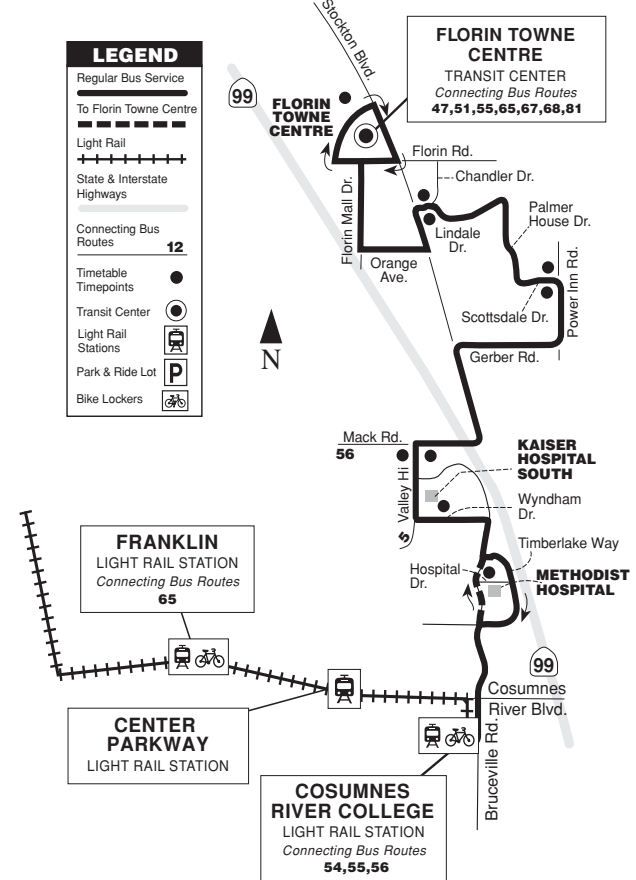 LEGEND
Regular Bus Service
To Florin Towne Centre
Light Rail
State & Interstate
Highways
Connecting Bus
Routes 12
Timetable
Timepoints
Transit Center
Light Rail
Stations
Park & Ride Lot P
Bike Lockers
Stockton Blvd.
99
FLORIN TOWNE
CENTRE
TRANSIT CENTER
Connecting Bus Routes
47,51,55,65,67,68,81
FLORIN
TOWNE
CENTRE
Florin Rd.
Chandler Dr.
Florin Mall Dr.
Palmer
House Dr.
Lindale
Dr.
Orange
Ave.
Power Inn Rd.
Scottsdale Dr.
Gerber Rd.
N
Mack Rd.
56
Valley Hi
5
KAISER
HOSPITAL
SOUTH
Wyndham
Dr.
Timberlake Way
Hospital
Dr.
METHODIST
HOSPITAL
FRANKLIN
LIGHT RAIL STATION
Connecting Bus Routes
65
99
Cosumnes
River Blvd.
CENTER
PARKWAY
LIGHT RAIL STATION
Bruceville Rd.
COSUMNES
RIVER COLLEGE
LIGHT RAIL STATION
Connecting Bus Routes
54,55,56